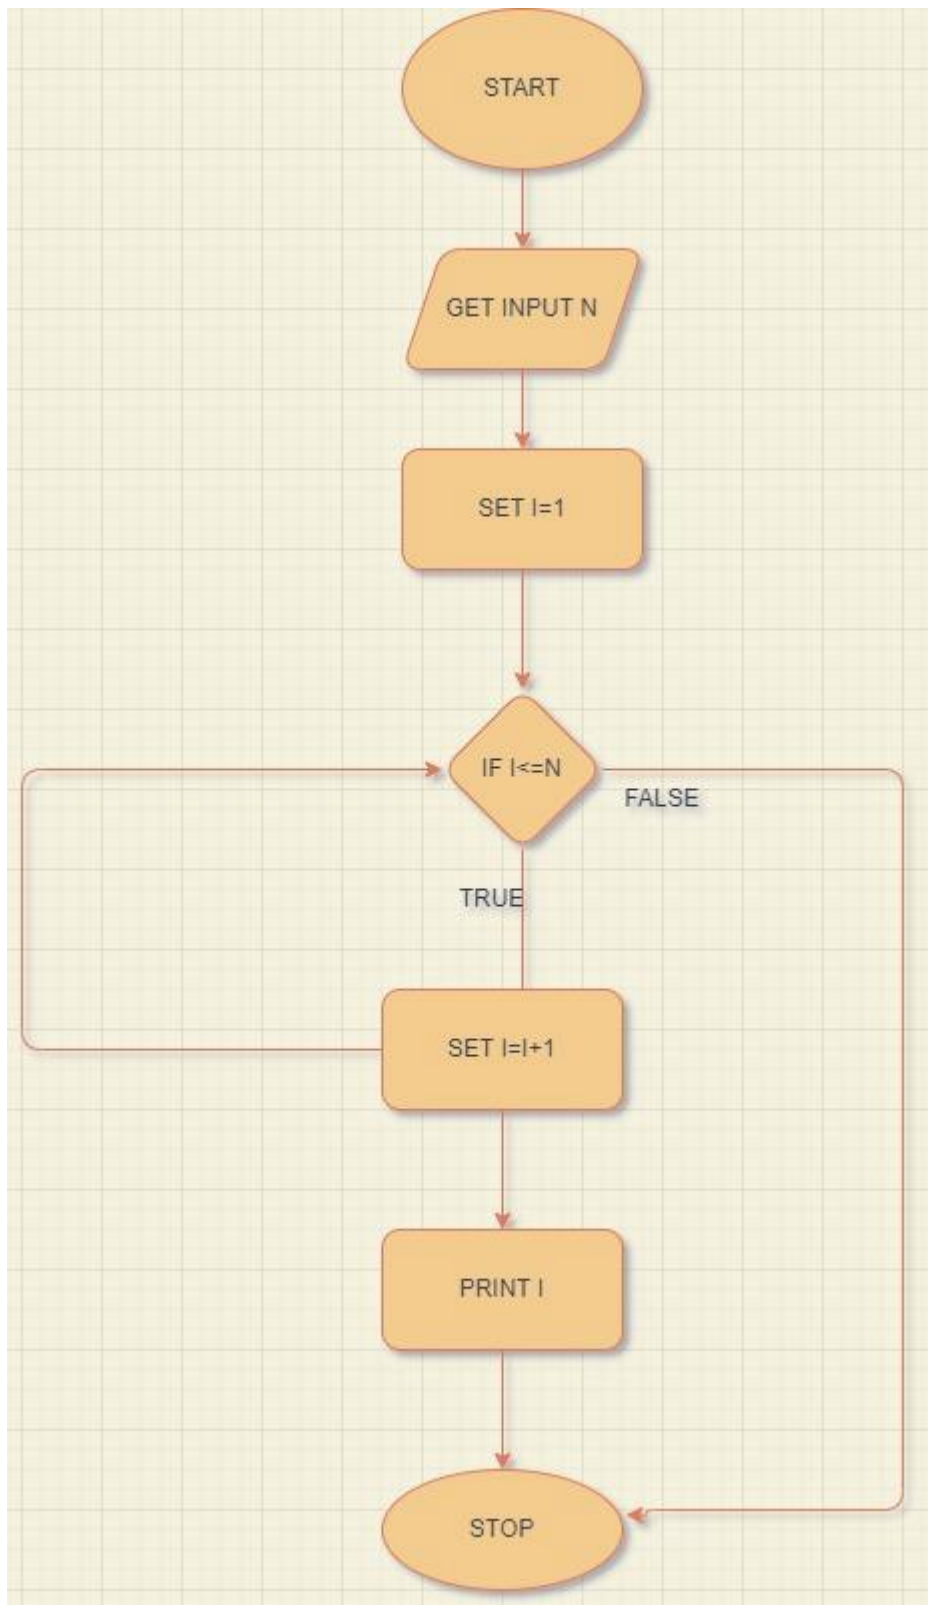 START
GET INPUT N
SET I=1
IF I<=N
FALSE
TRUE
SET I=I+1
PRINT I
STOP